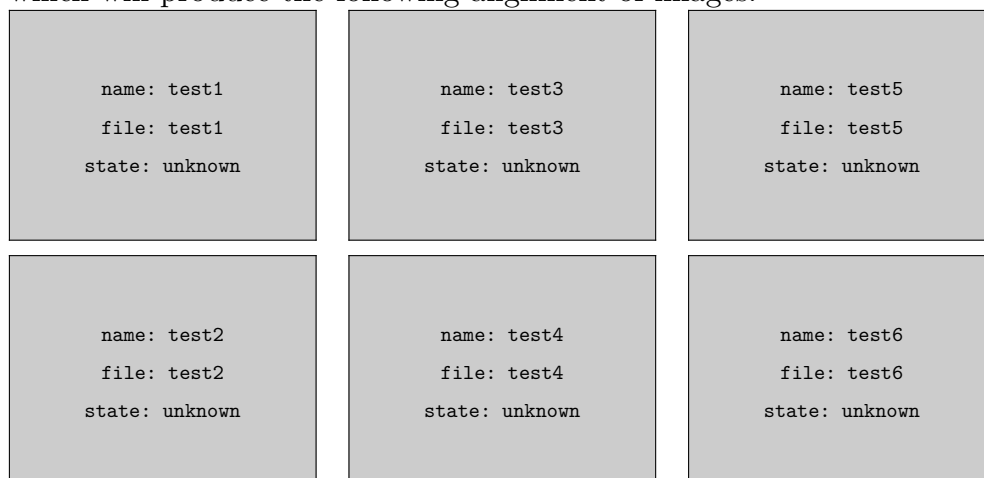 which will produce the following alignment of images:
name: test1
file: test1
state: unknown
name: test3
file: test3
state: unknown
name: test5
file: test5
state: unknown
name: test2
file: test2
state: unknown
name: test4
file: test4
state: unknown
name: test6
file: test6
state: unknown